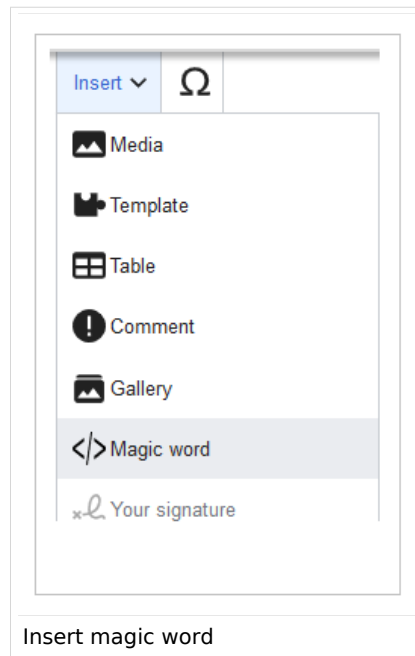 Insert Ω
Media
Template
Table
Comment
Gallery
</> Magic word
Your signature
Insert magic word